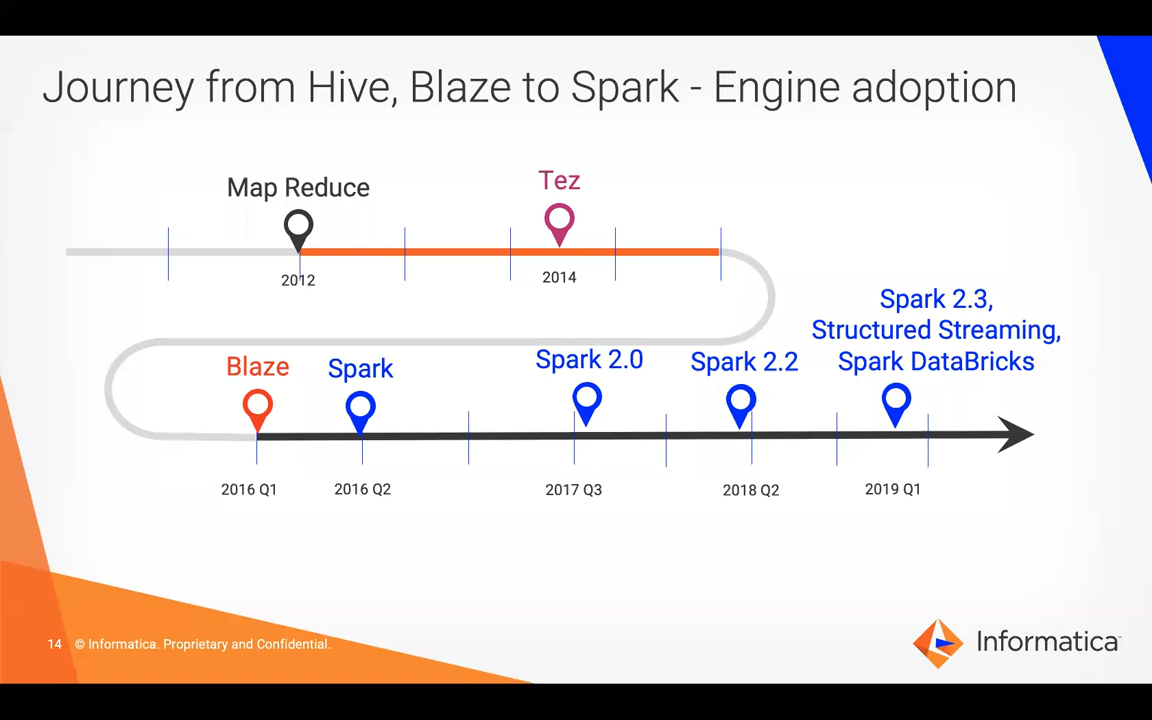 Journey from Hive, Blaze to Spark - Engine adoption
Map Reduce
Tez
2012
2014
Spark 2.3,
Structured Streaming,
Spark DataBricks
Blaze
Spark
Spark 2.0
Spark 2.2
2016 Q1
2016 Q2
2017 Q3
2018 Q2
2019 Q1
14 © Informatica. Proprietary and Confidential.
Informatica